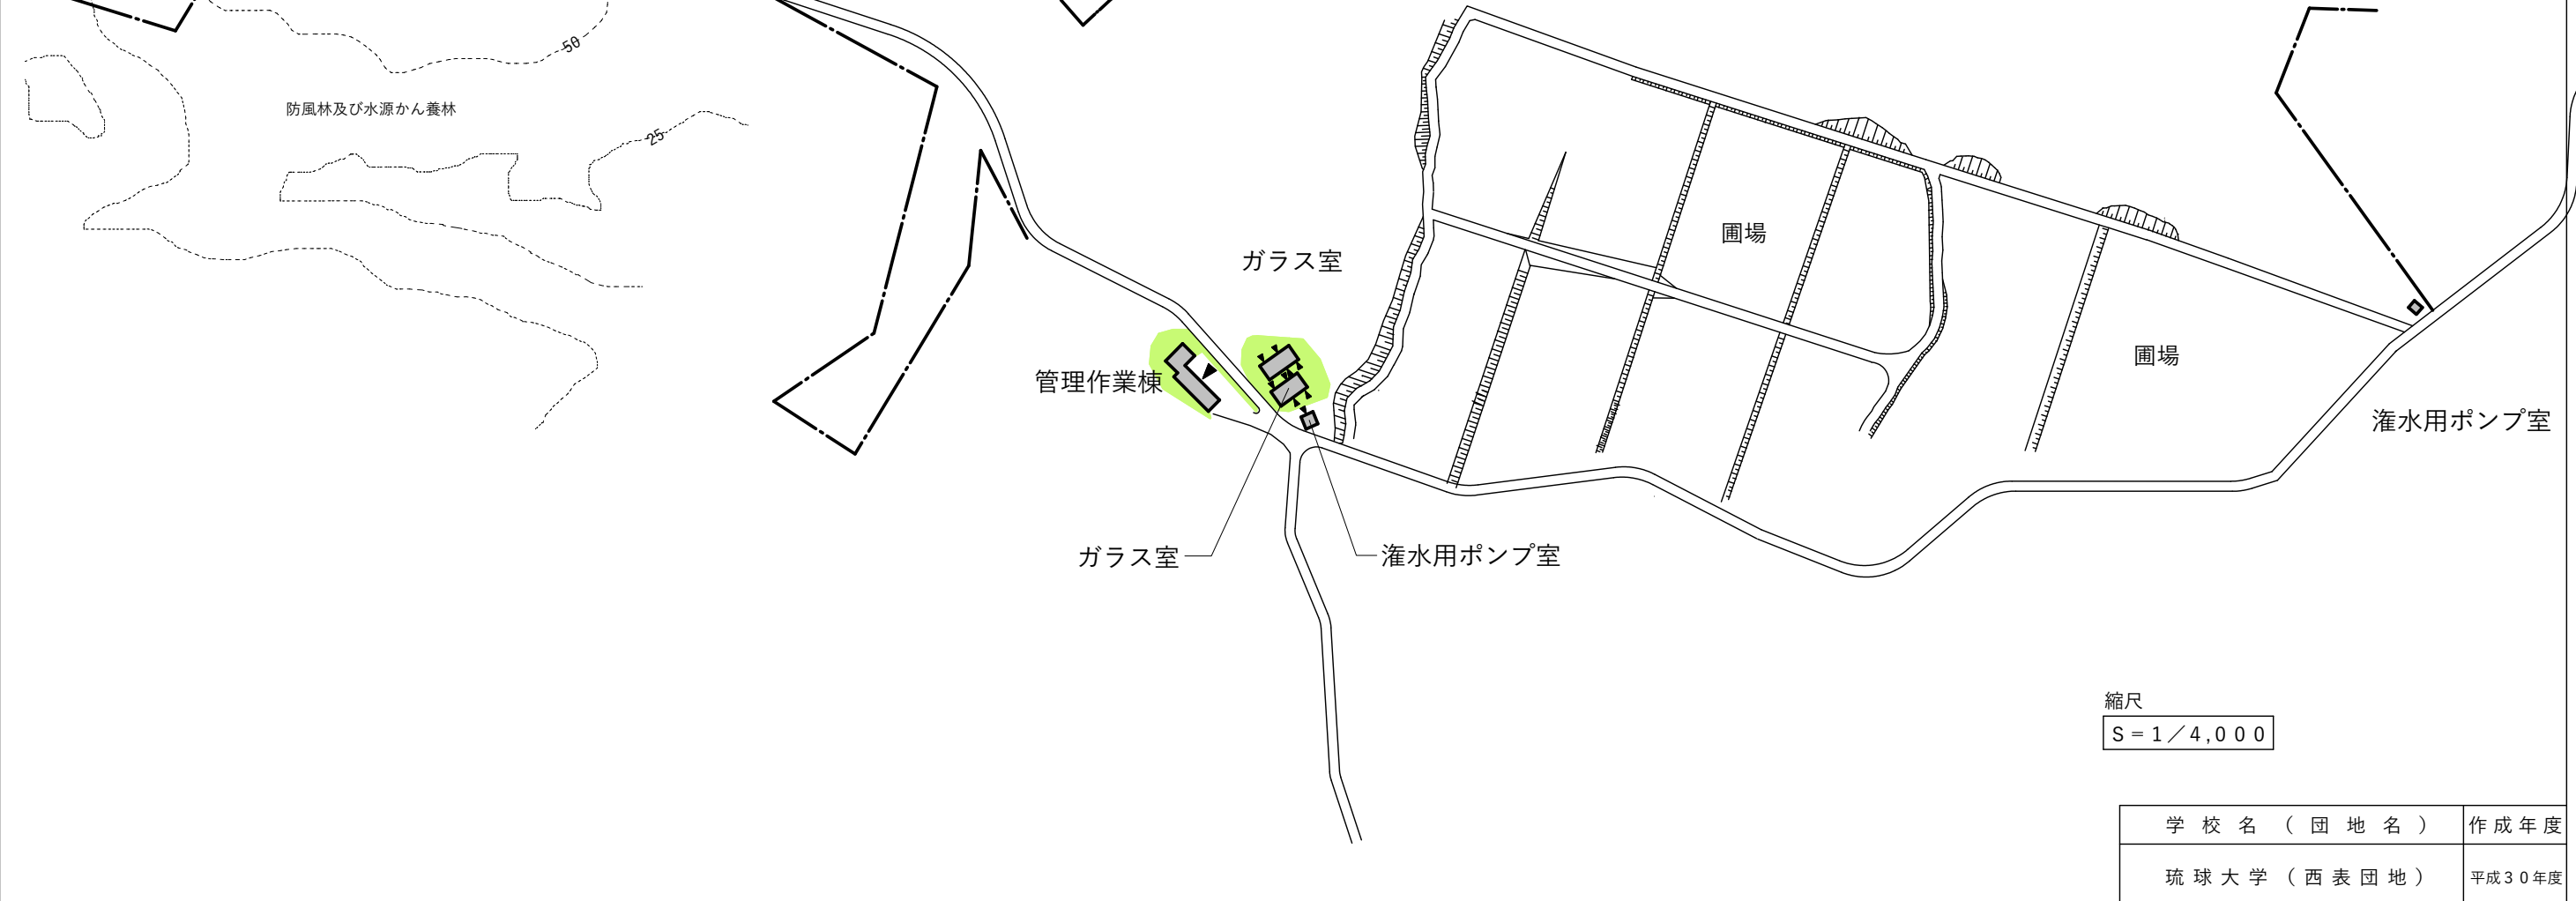 50
防風林及び水源かん養林
25
圃場
ガラス室
圃場
管理作業棟
潅水用ポンプ室
ガラス室
潅水用ポンプ室
縮尺
S=1/4,000
学校名(団地名) 作成年度
琉球大学(西表団地) 平成30年度